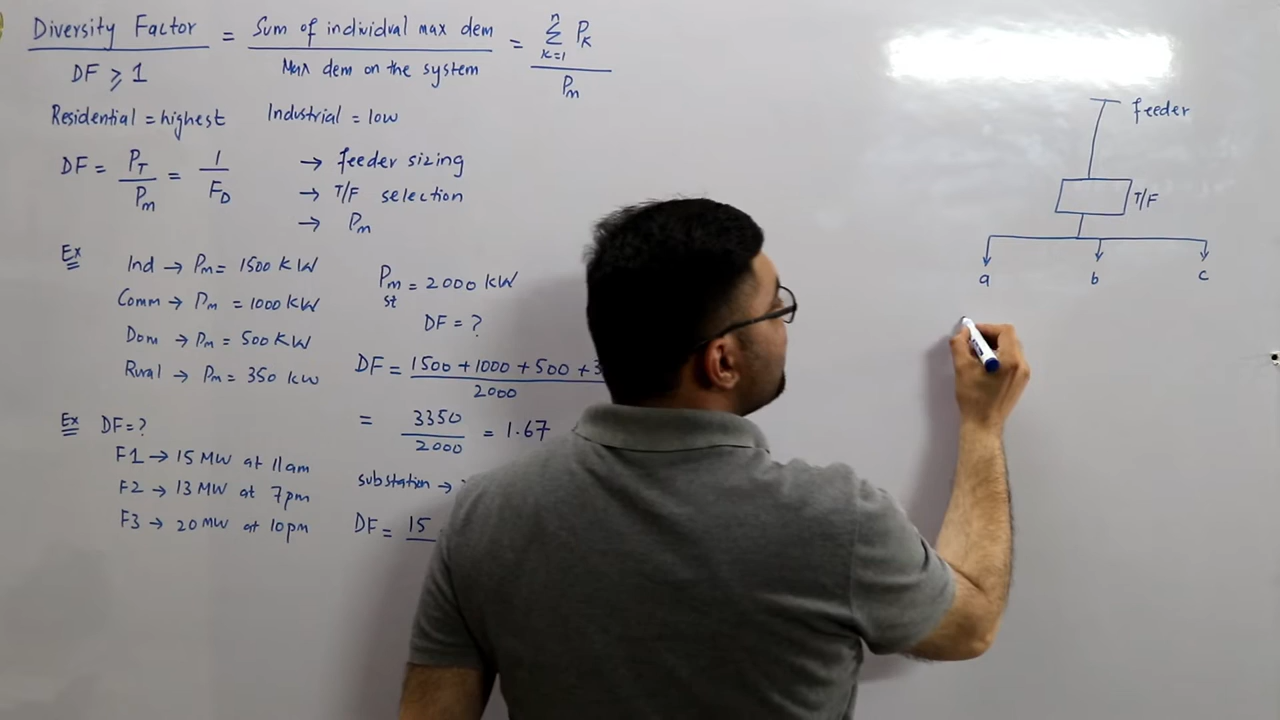 Diversity Factor = Sum of individual max dem = n Σ k=1 Pk
DF ⩾ 1 Max dem on the system Pm
Residential = highest Industrial = low
DF = PT / Pm = 1 / FD
→ feeder sizing
→ T/F selection
→ Pm
Ex
Ind → Pm = 1500 KW
Comm → Pm = 1000 KW
Dom → Pm = 500 KW
Rural → Pm = 350 kw
Pm st = 2000 kW
DF = ?
DF = 1500 + 1000 + 500 + 3
2000
= 3350 / 2000 = 1.67
Ex DF = ?
F1 → 15 MW at 11am
F2 → 13 MW at 7pm
F3 → 20 MW at 10pm
substation →
DF = 15
feeder
T/F
a b c